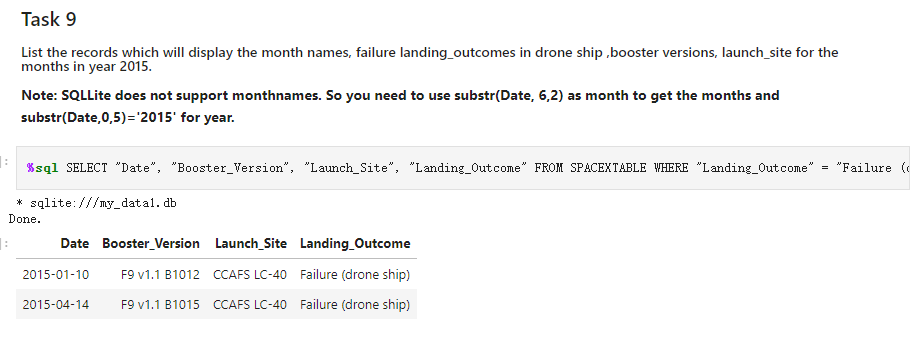 Task 9
List the records which will display the month names, failure landing_outcomes in drone ship ,booster versions, launch_site for the
months in year 2015.
Note: SQLLite does not support monthnames. So you need to use substr(Date, 6,2) as month to get the months and
substr(Date,0,5)='2015' for year.
%sql SELECT "Date", "Booster_Version", "Launch_Site", "Landing_Outcome" FROM SPACEXTABLE WHERE "Landing_Outcome" = "Failure (
* sqlite:///my_data1.db
Done.
Date Booster_Version Launch_Site Landing_Outcome
2015-01-10 F9 v1.1 B1012 CCAFS LC-40 Failure (drone ship)
2015-04-14 F9 v1.1 B1015 CCAFS LC-40 Failure (drone ship)